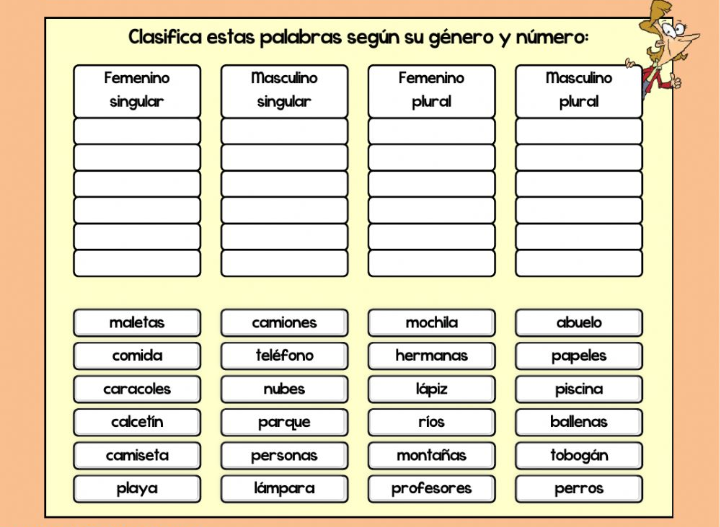 Clasifica estas palabras según su género y número:
Femenino singular
Masculino singular
Femenino plural
Masculino plural
maletas camiones mochila abuelo
comida teléfono hermanas papeles
caracoles nubes lápiz piscina
calcetín parque ríos ballenas
camiseta personas montañas tobogán
playa lámpara profesores perros